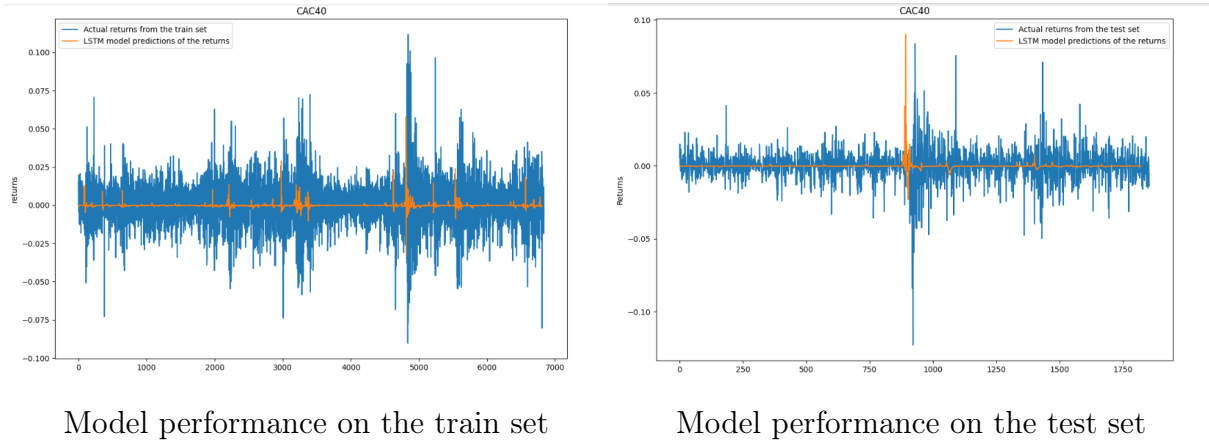 CAC40
Actual returns from the train set
LSTM model predictions of the returns
returns
0.100
0.075
0.050
0.025
0.000
−0.025
−0.050
−0.075
−0.100
0 1000 2000 3000 4000 5000 6000 7000
Model performance on the train set
CAC40
Actual returns from the test set
LSTM model predictions of the returns
Returns
0.10
0.05
0.00
−0.05
−0.10
0 250 500 750 1000 1250 1500 1750
Model performance on the test set